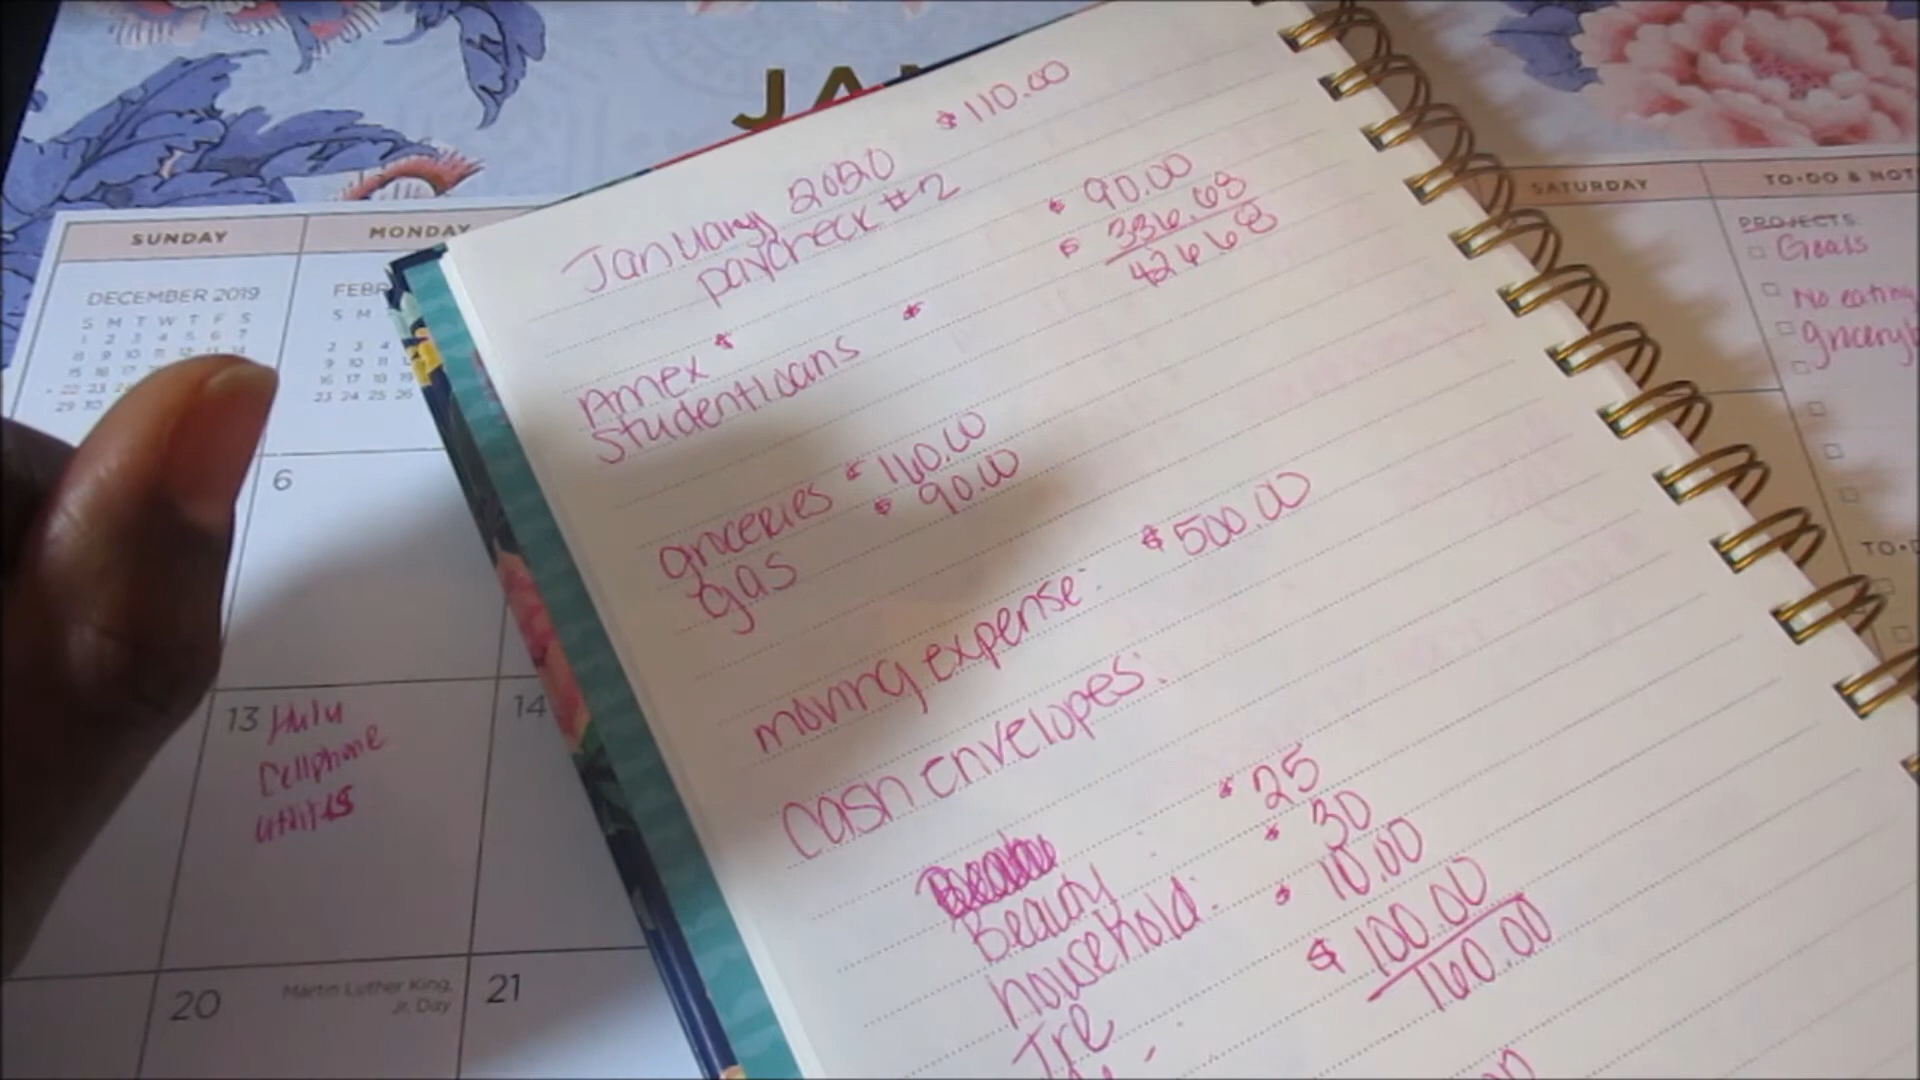 JA
$110.00
January 2020
paycheck #2
$ 90.00
$ 336.68
426.68
Amex *
Student loans *
groceries $ 110.00
gas $ 90.00
moving expense: $500.00
Cash envelopes:
Beauty : $ 25
household: $ 30
Tre $ 10.00
$ 100.00
160.00
SUNDAY MONDAY
DECEMBER 2019
S M T W T F S
1 2 3 4 5 6 7
8 9 10 11 12 13 14
15 16 17
22 23 24
29 30
FEBR
S M
2 3 4
9 10 11
16 17 18 19
23 24 25 26
6
13 Hulu
Cellphone
utilities
14
20 Martin Luther King,
Jr. Day
21
SATURDAY TO-DO & NOT
PROJECTS
Goals
No eating
grocery
TO-D